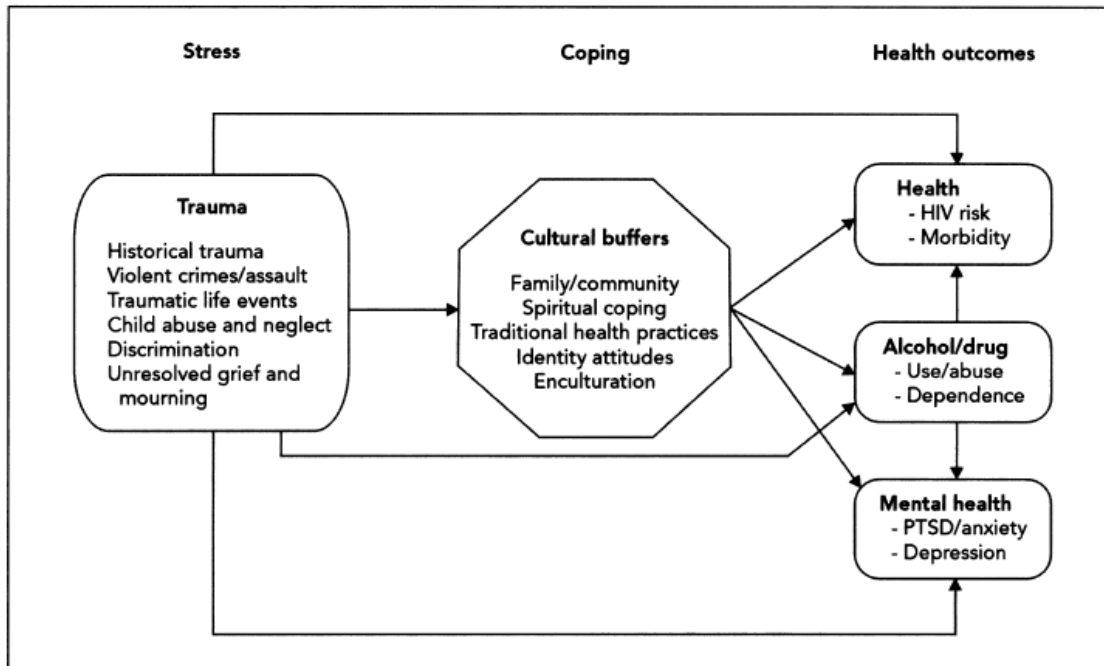 Stress
Coping
Health outcomes
Trauma
Historical trauma
Violent crimes/assault
Traumatic life events
Child abuse and neglect
Discrimination
Unresolved grief and
mourning
Cultural buffers
Family/community
Spiritual coping
Traditional health practices
Identity attitudes
Enculturation
Health
- HIV risk
- Morbidity
Alcohol/drug
- Use/abuse
- Dependence
Mental health
- PTSD/anxiety
- Depression